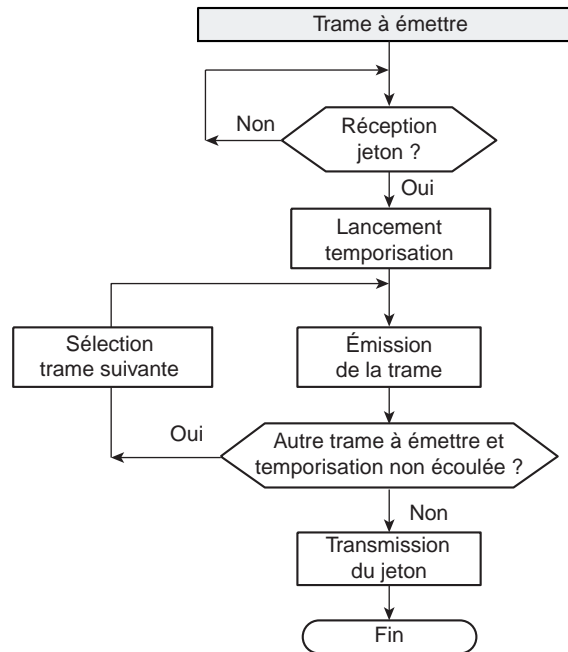 Trame à émettre
Non
Réception
jeton ?
Oui
Lancement
temporisation
Sélection
trame suivante
Émission
de la trame
Oui
Autre trame à émettre et
temporisation non écoulée ?
Non
Transmission
du jeton
Fin